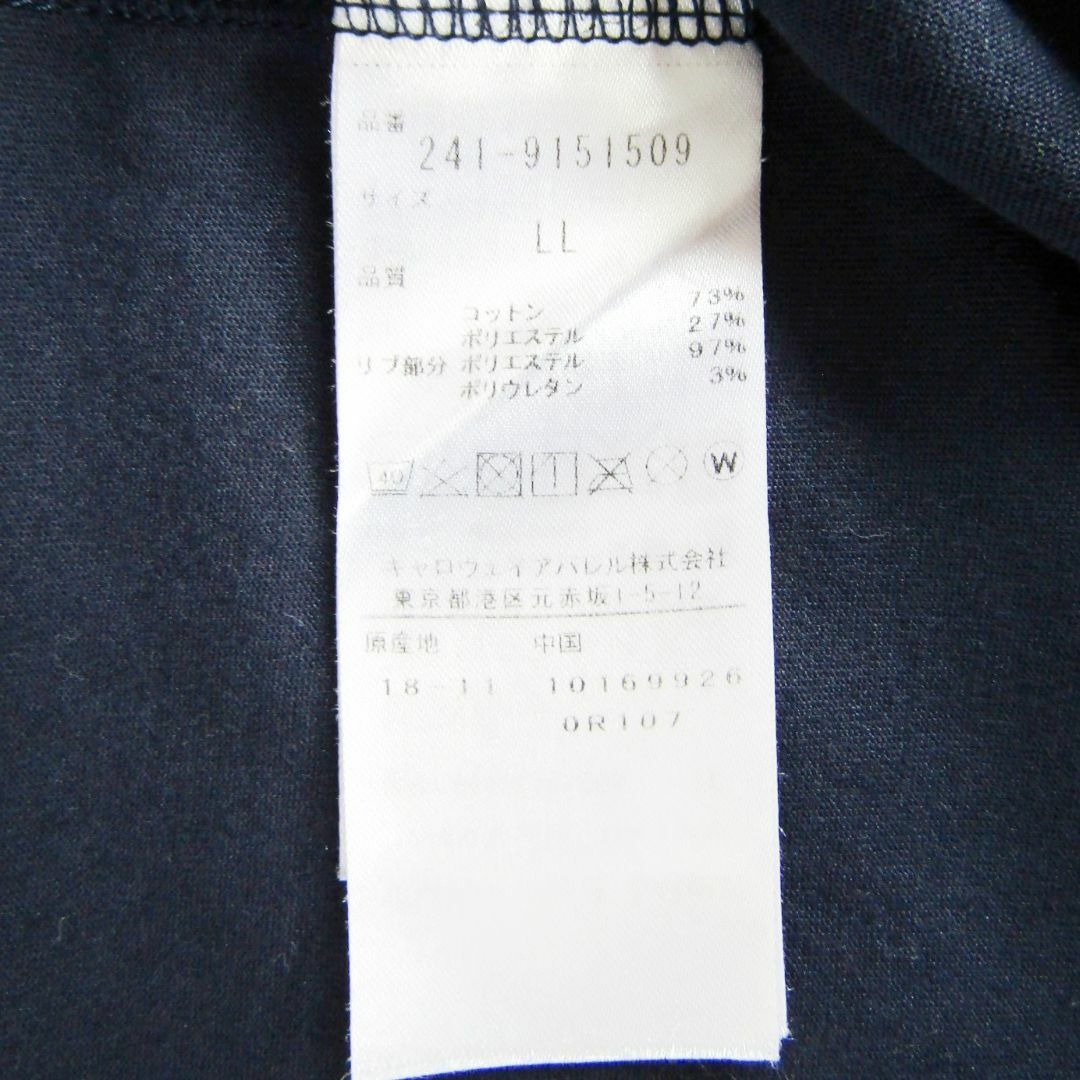 品番
241-9151509
サイズ
LL
品質
コットン 73%
ポリエステル 27%
リブ部分 ポリエステル 97%
ポリウレタン 3%
40 W
キャロウェイアパレル株式会社
東京都港区元赤坂1-5-12
原産地 中国
18-11 10169926
0R107